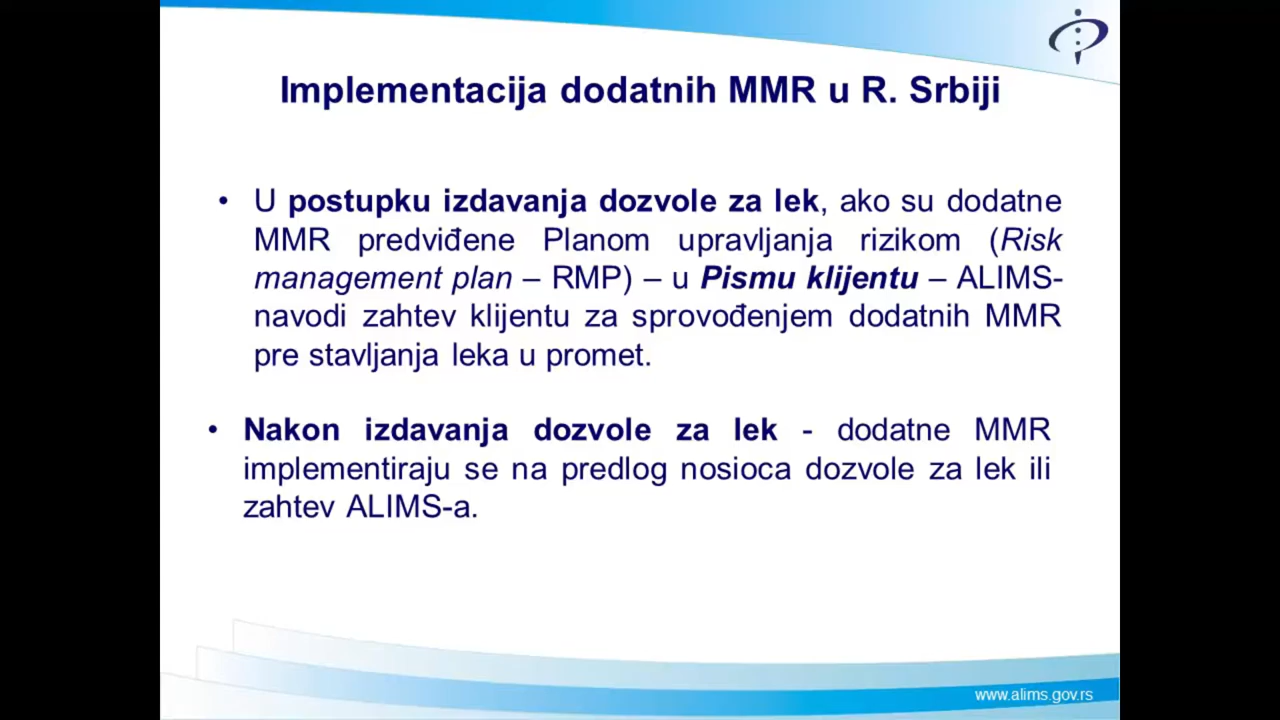 Implementacija dodatnih MMR u R. Srbiji
• U postupku izdavanja dozvole za lek, ako su dodatne
MMR predviđene Planom upravljanja rizikom (Risk
management plan – RMP) – u Pismu klijentu – ALIMS-
navodi zahtev klijentu za sprovođenjem dodatnih MMR
pre stavljanja leka u promet.
• Nakon izdavanja dozvole za lek - dodatne MMR
implementiraju se na predlog nosioca dozvole za lek ili
zahtev ALIMS-a.
www.alims.gov.rs